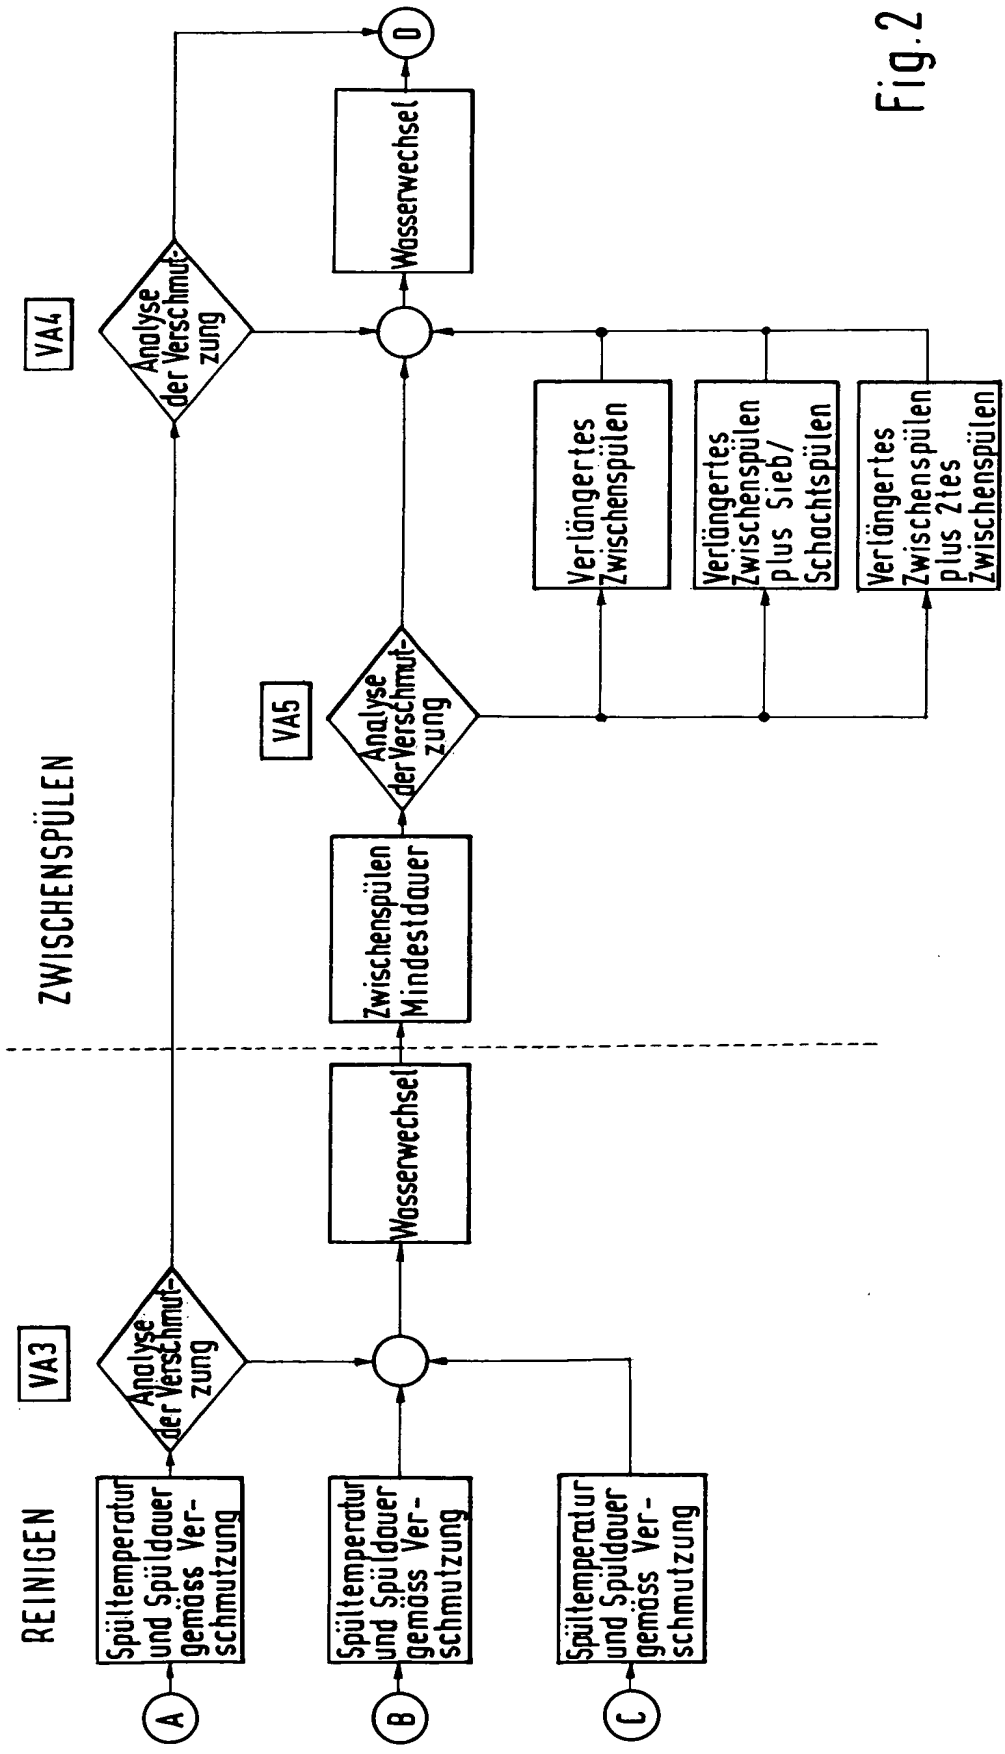 REINIGEN
ZWISCHENSPÜLEN
VA3
VA4
A
Spültemperatur
und Spüldauer
gemäss Ver-
schmutzung
Analyse
der Verschmut-
zung
Analyse
der Verschmut-
zung
VA5
B
Spültemperatur
und Spüldauer
gemäss Ver-
schmutzung
Wasserwechsel
Zwischenspülen
Mindestdauer
Analyse
der Verschmut-
zung
Wasserwechsel
D
C
Spültemperatur
und Spüldauer
gemäss Ver-
schmutzung
Verlängertes
Zwischenspülen
Verlängertes
Zwischenspülen
plus Sieb/
Schachtspülen
Verlängertes
Zwischenspülen
plus 2tes
Zwischenspülen
Fig.2